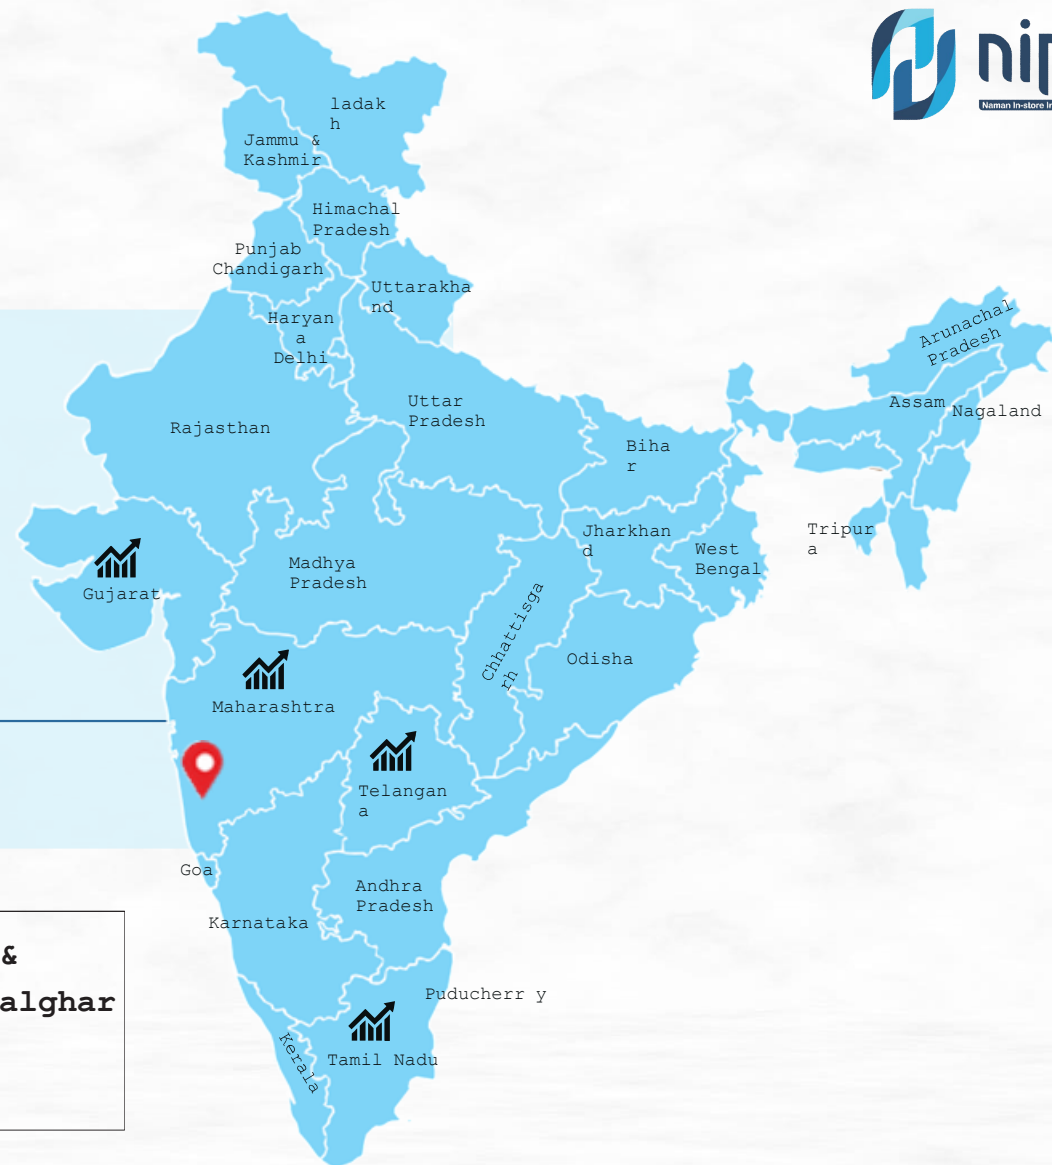 nip
Naman In-store In
ladak
h
Jammu &
Kashmir
Himachal
Pradesh
Punjab
Chandigarh
Uttarakha
nd
Haryan
a
Delhi
Arunachal
Pradesh
Uttar
Pradesh
Assam
Nagaland
Rajasthan
Biha
r
Jharkhan
d
Tripur
a
West
Bengal
Madhya
Pradesh
Gujarat
Chhattisga
rh
Odisha
Maharashtra
Telangan
a
Goa
Andhra
Pradesh
Karnataka
&
alghar
Puducherr y
Kerala
Tamil Nadu